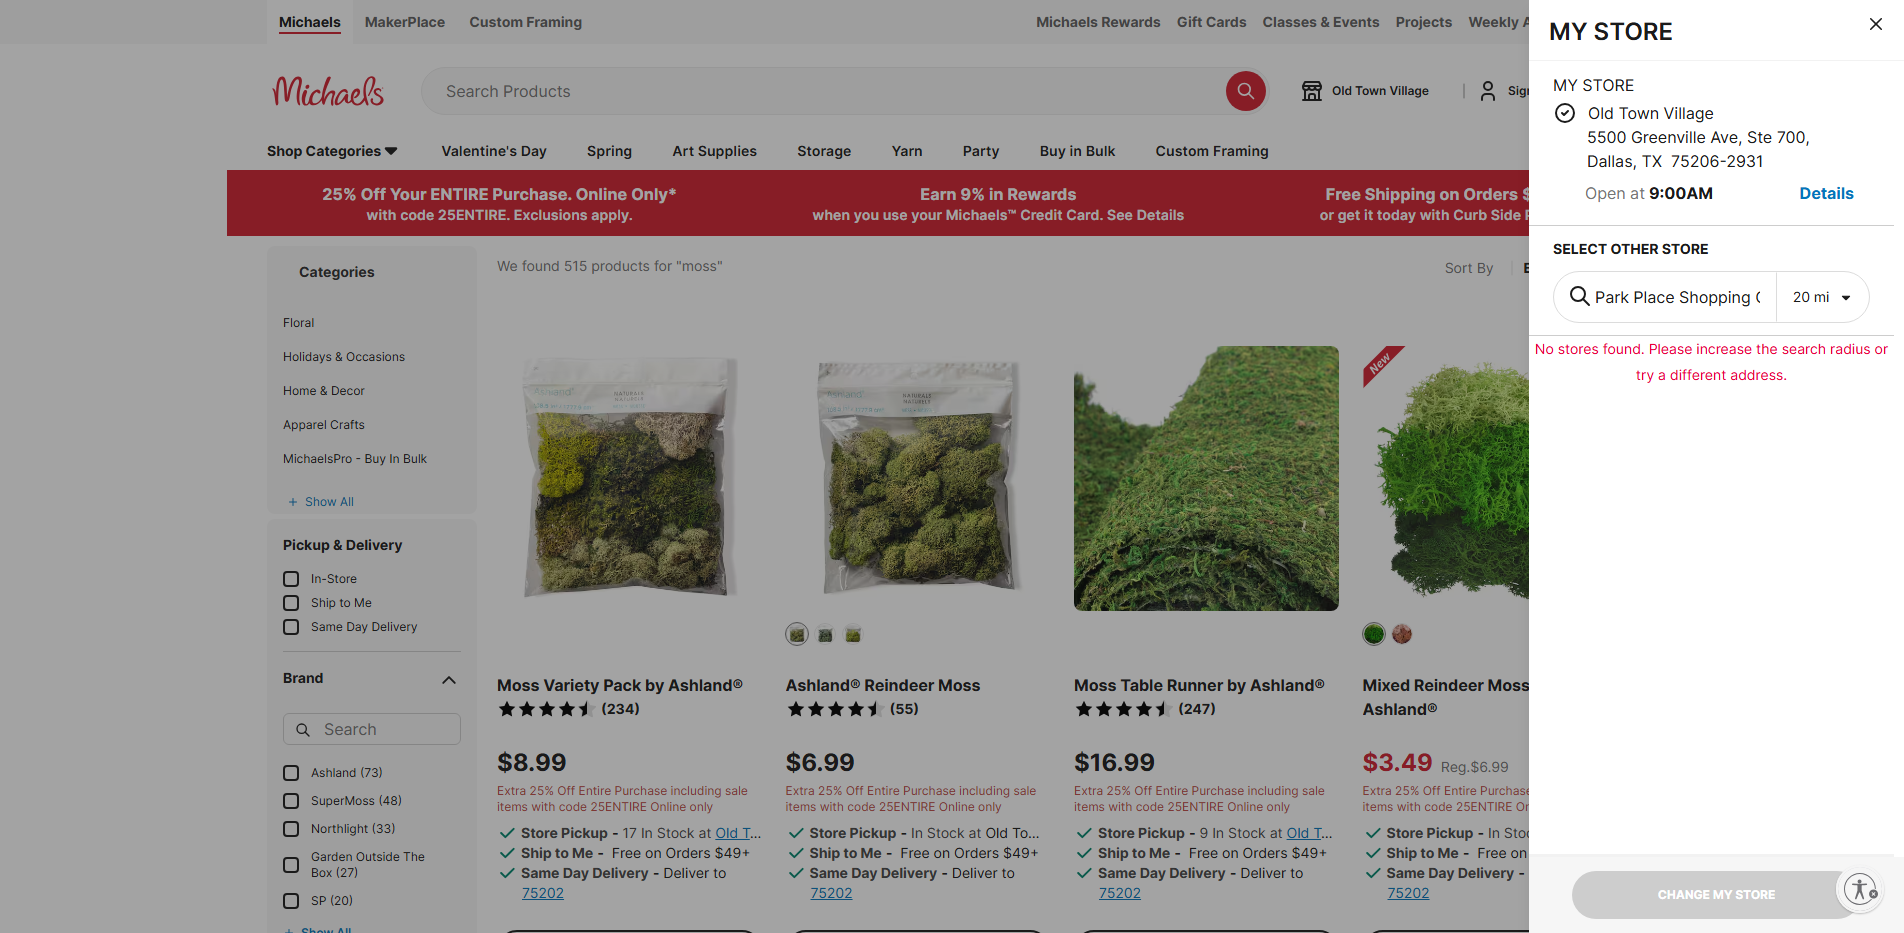 Michaels
MakerPlace
Custom Framing
Michaels Rewards
Gift Cards
Classes & Events
Projects
Weekly A
Michaels
Search Products
Old Town Village
Sign
Shop Categories
Valentine's Day
Spring
Art Supplies
Storage
Yarn
Party
Buy in Bulk
Custom Framing
25% Off Your ENTIRE Purchase. Online Only*
with code 25ENTIRE. Exclusions apply.
Earn 9% in Rewards
when you use your Michaels™ Credit Card. See Details
Free Shipping on Orders $
or get it today with Curb Side P
Categories
Floral
Holidays & Occasions
Home & Decor
Apparel Crafts
MichaelsPro - Buy In Bulk
+ Show All
Pickup & Delivery
In-Store
Ship to Me
Same Day Delivery
Brand
Search
Ashland (73)
SuperMoss (48)
Northlight (33)
Garden Outside The
Box (27)
SP (20)
+ Show All
We found 515 products for "moss"
Sort By
Ashland
NATURALS
NATURELS
Moss Variety Pack by Ashland®
(234)
$8.99
Extra 25% Off Entire Purchase including sale
items with code 25ENTIRE Online only
Store Pickup - 17 In Stock at Old T...
Ship to Me - Free on Orders $49+
Same Day Delivery - Deliver to
75202
Ashland
NATURALS
NATURELS
Ashland® Reindeer Moss
(55)
$6.99
Extra 25% Off Entire Purchase including sale
items with code 25ENTIRE Online only
Store Pickup - In Stock at Old To...
Ship to Me - Free on Orders $49+
Same Day Delivery - Deliver to
75202
Moss Table Runner by Ashland®
(247)
$16.99
Extra 25% Off Entire Purchase including sale
items with code 25ENTIRE Online only
Store Pickup - 9 In Stock at Old T...
Ship to Me - Free on Orders $49+
Same Day Delivery - Deliver to
75202
New
Mixed Reindeer Moss
Ashland®
$3.49 Reg.$6.99
Extra 25% Off Entire Purchase
items with code 25ENTIRE Or
Store Pickup - In Sto
Ship to Me - Free on
Same Day Delivery -
75202
MY STORE
MY STORE
Old Town Village
5500 Greenville Ave, Ste 700,
Dallas, TX 75206-2931
Open at 9:00AM
Details
SELECT OTHER STORE
Park Place Shopping C
20 mi
No stores found. Please increase the search radius or
try a different address.
CHANGE MY STORE